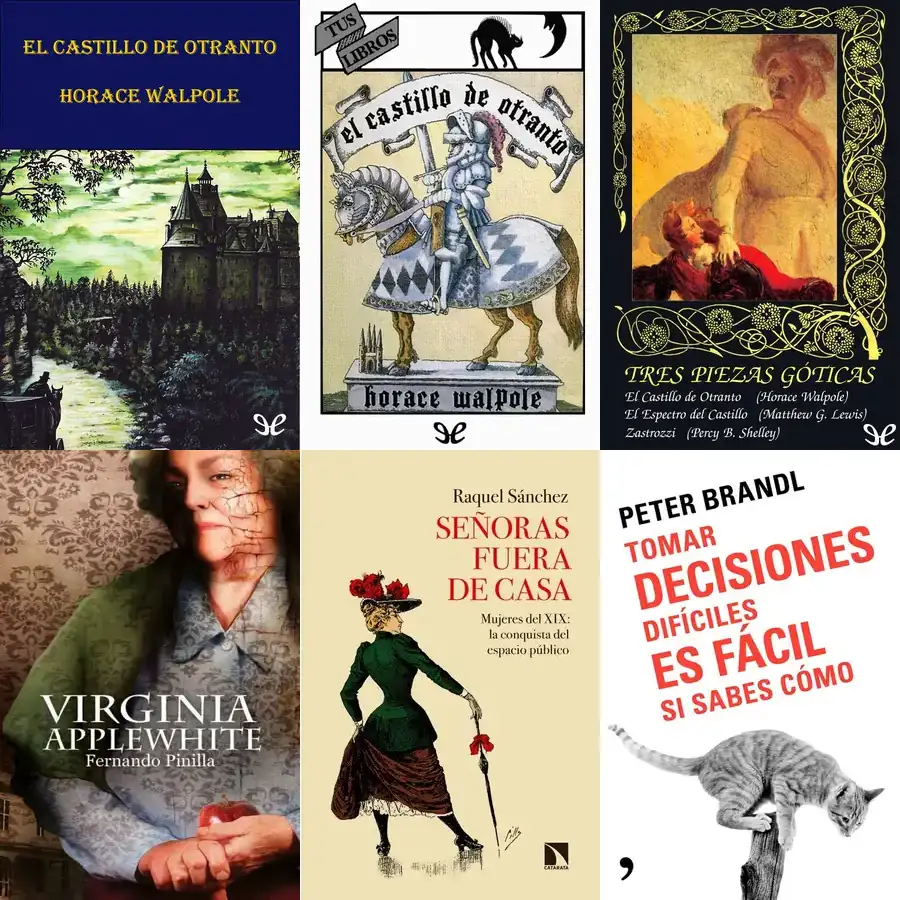 EL CASTILLO DE OTRANTO
HORACE WALPOLE
TUS
LIBROS
el castillo de otranto
horace walpole
TRES PIEZAS GÓTICAS
El Castillo de Otranto (Horace Walpole)
El Espectro del Castillo (Matthew G. Lewis)
Zastrozzi (Percy B. Shelley)
VIRGINIA
APPLEWHITE
Fernando Pinilla
Raquel Sánchez
SEÑORAS
FUERA
DE CASA
Mujeres del XIX:
la conquista del
espacio público
CATARATA
PETER BRANDL
TOMAR
DECISIONES
DIFÍCILES
ES FÁCIL
SI SABES CÓMO